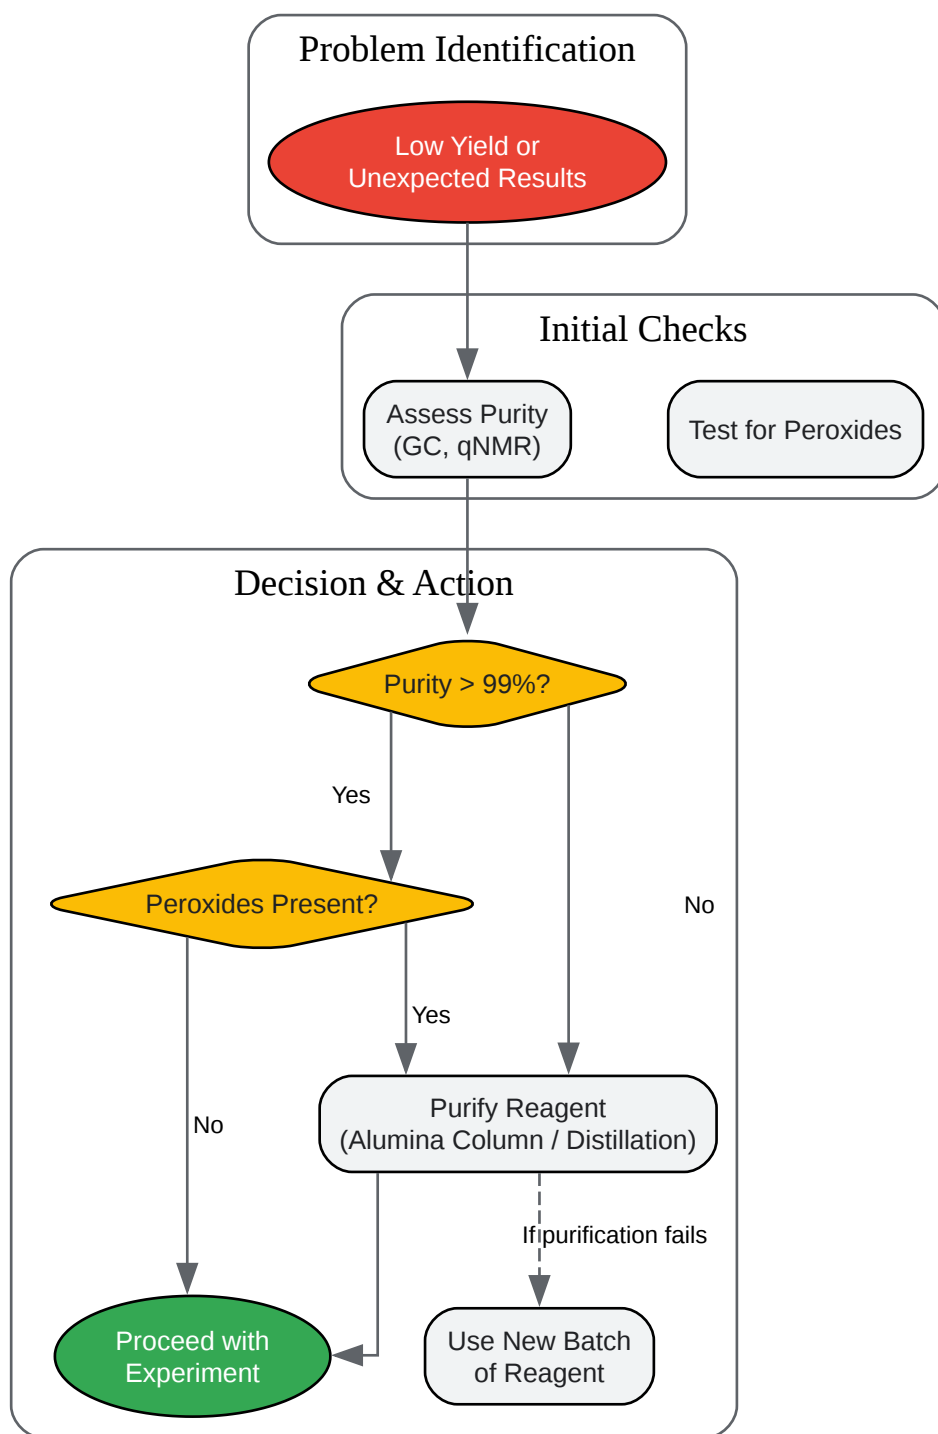 Problem Identification
Low Yield or
Unexpected Results
Initial Checks
Assess Purity
(GC, qNMR)
Test for Peroxides
Decision & Action
Purity > 99%?
Yes
Peroxides Present?
No
Yes
Purify Reagent
(Alumina Column / Distillation)
No
If purification fails
Proceed with
Experiment
Use New Batch
of Reagent